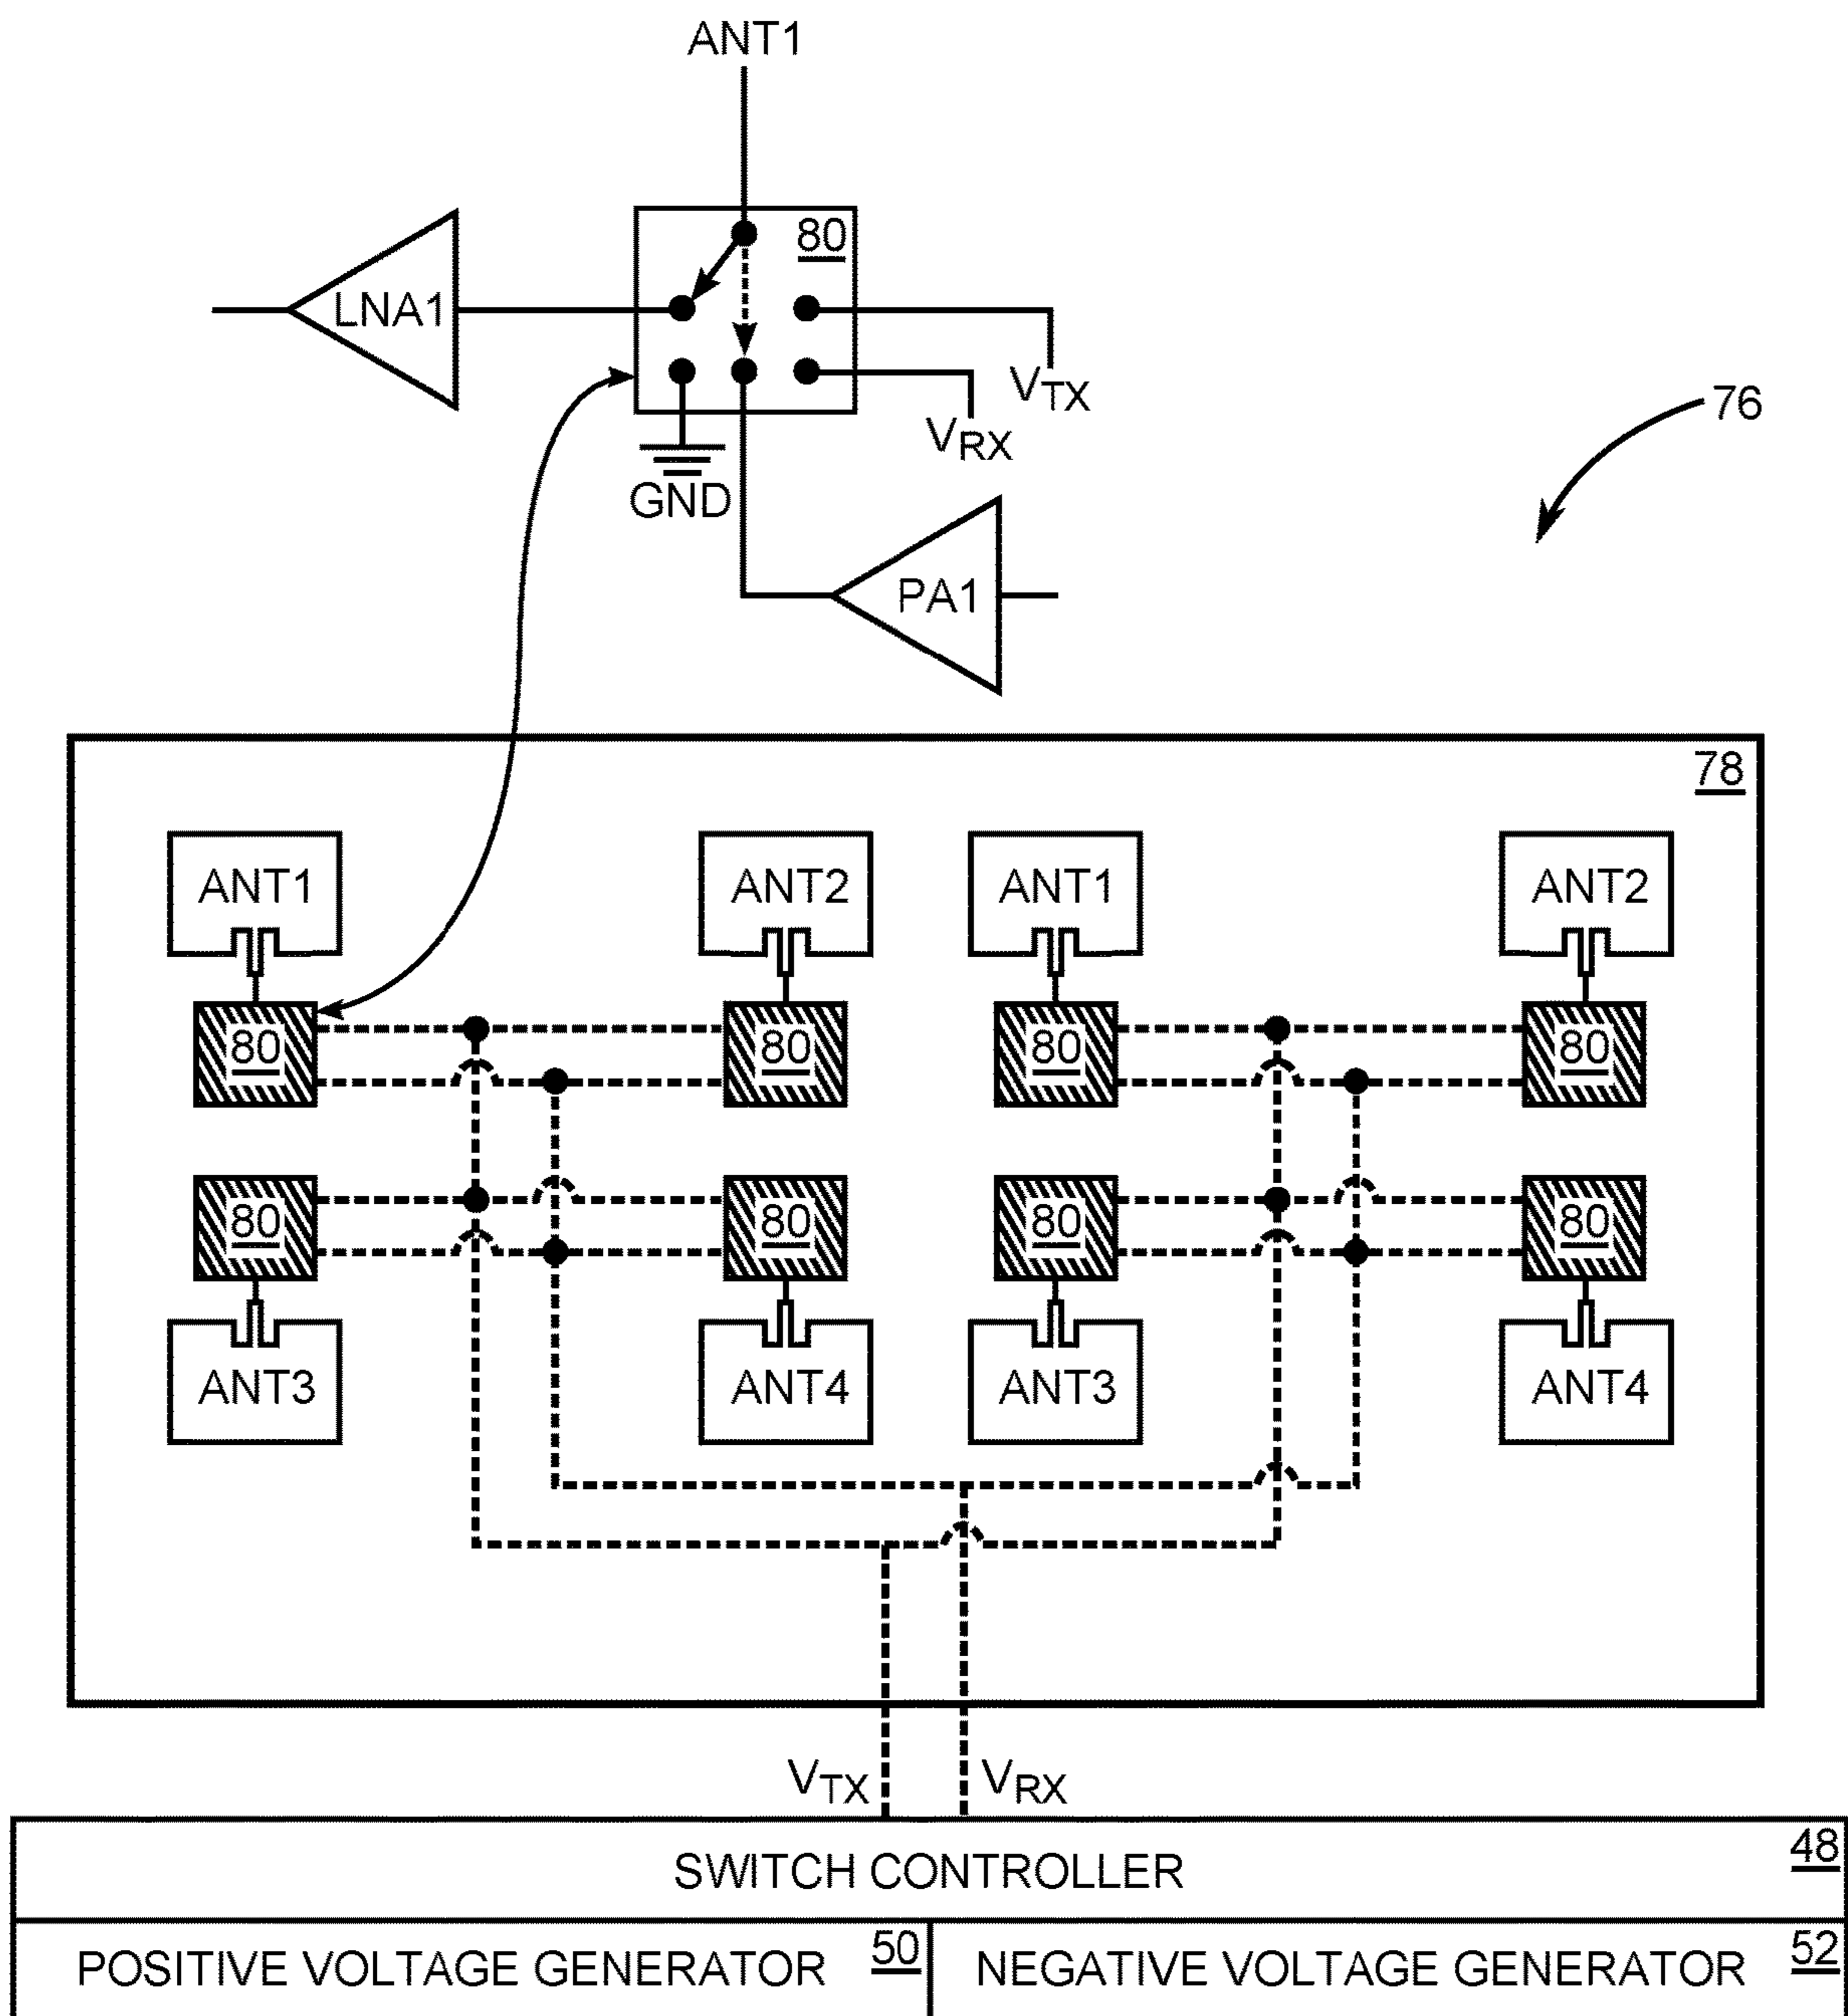 ANT1
80
LNA1
VTX
VRX
76
GND
PA1
78
ANT1 ANT2 ANT1 ANT2
80 80 80 80
80 80 80 80
ANT3 ANT4 ANT3 ANT4
VTX VRX
48
SWITCH CONTROLLER
POSITIVE VOLTAGE GENERATOR 50 NEGATIVE VOLTAGE GENERATOR 52